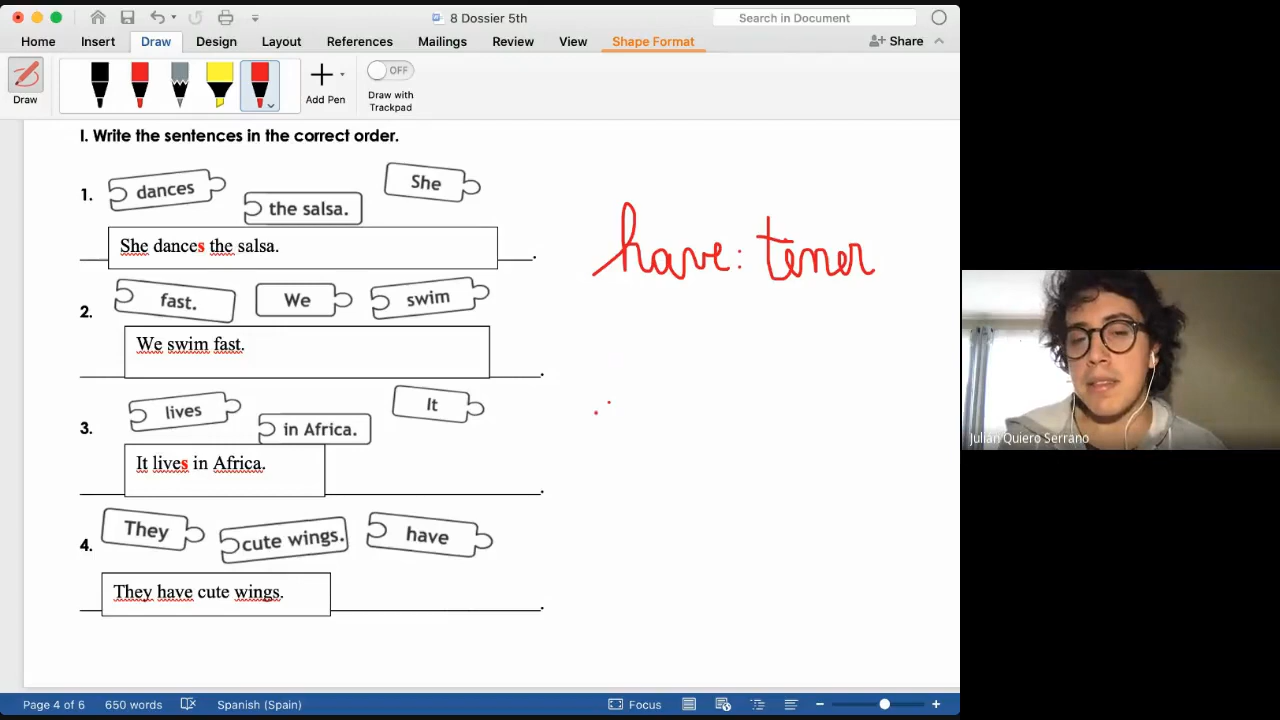 8 Dossier 5th
Search in Document
Home Insert Draw Design Layout References Mailings Review View Shape Format Share
OFF
Draw Add Pen Draw with
Trackpad
I. Write the sentences in the correct order.
1. dances the salsa. She
She dances the salsa.
.
have: tener
2. fast. We swim
We swim fast.
.
3. lives in Africa. It
It lives in Africa.
.
4. They cute wings. have
They have cute wings.
.
Julián Quiero Serrano
Page 4 of 6 650 words Spanish (Spain) Focus